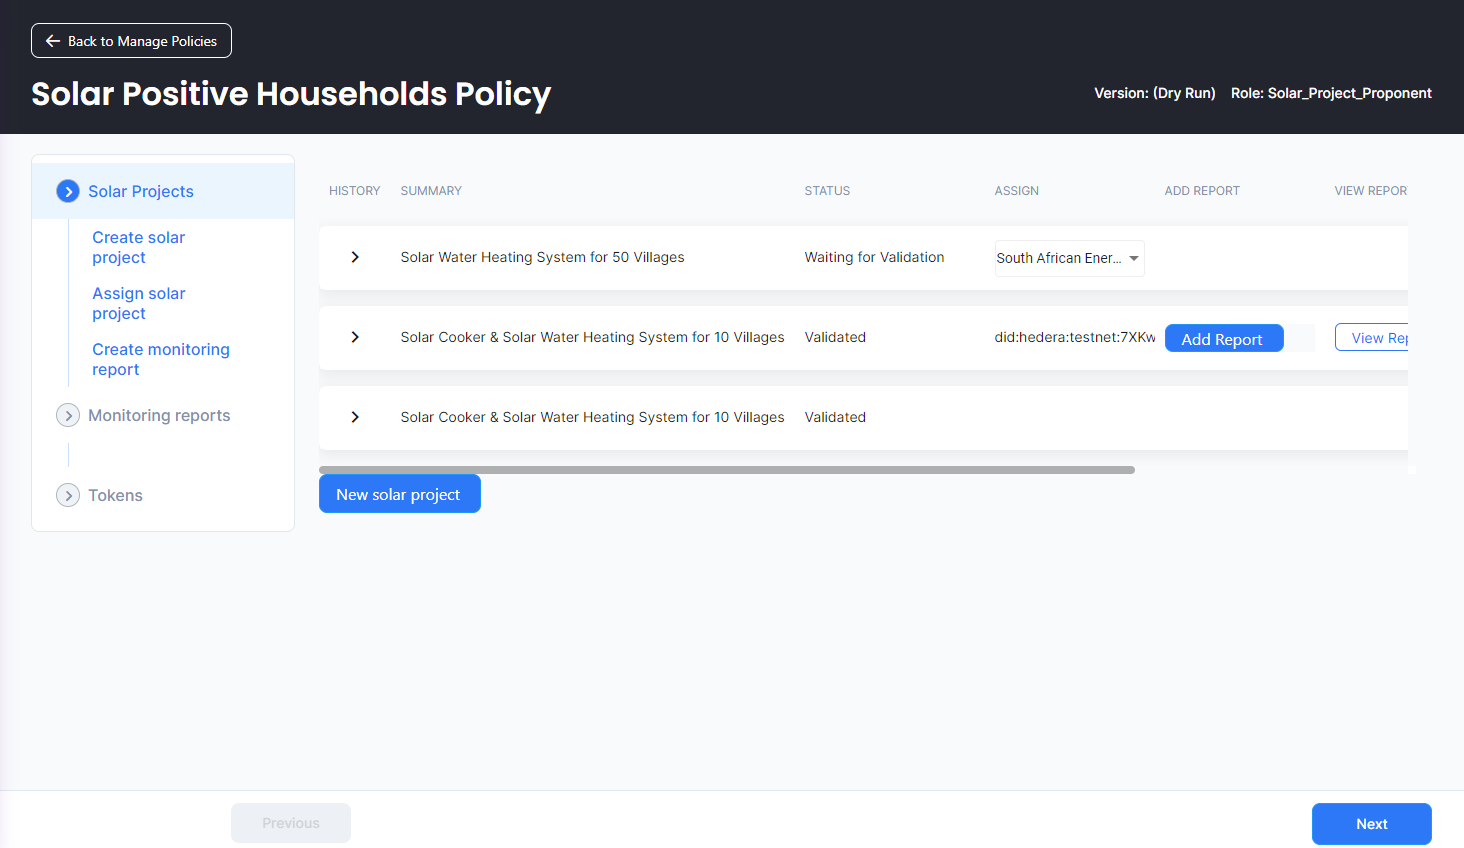 Back to Manage Policies
Solar Positive Households Policy
Version: (Dry Run) Role: Solar_Project_Proponent
Solar Projects
Create solar
project
Assign solar
project
Create monitoring
report
Monitoring reports
Tokens
HISTORY SUMMARY STATUS ASSIGN ADD REPORT VIEW REPOR
Solar Water Heating System for 50 Villages Waiting for Validation South African Ener...
Solar Cooker & Solar Water Heating System for 10 Villages Validated did:hedera:testnet:7XKw Add Report View Rep
Solar Cooker & Solar Water Heating System for 10 Villages Validated
New solar project
Previous
Next